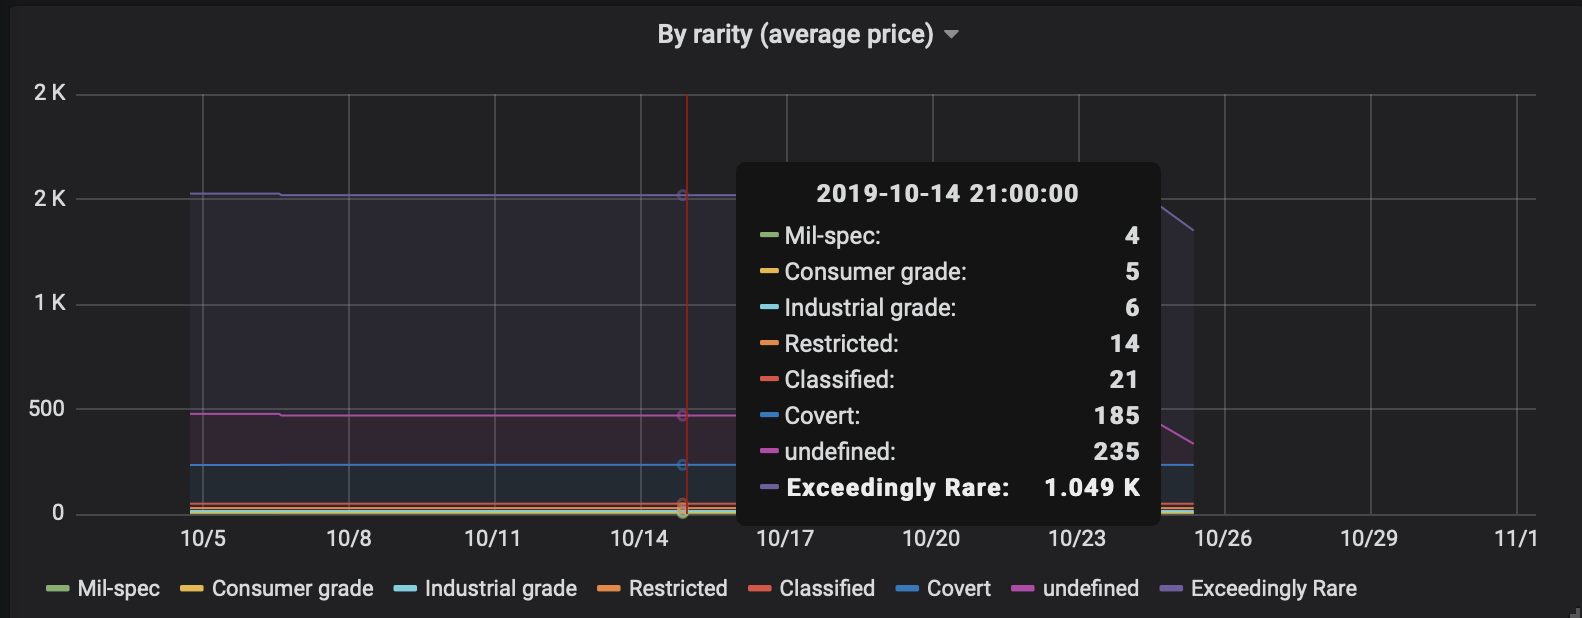 By rarity (average price)
2 K
2 K
1 K
500
0
10/5 10/8 10/11 10/14 10/17 10/20 10/23 10/26 10/29 11/1
2019-10-14 21:00:00
Mil-spec: 4
Consumer grade: 5
Industrial grade: 6
Restricted: 14
Classified: 21
Covert: 185
undefined: 235
Exceedingly Rare: 1.049 K
Mil-spec Consumer grade Industrial grade Restricted Classified Covert undefined Exceedingly Rare